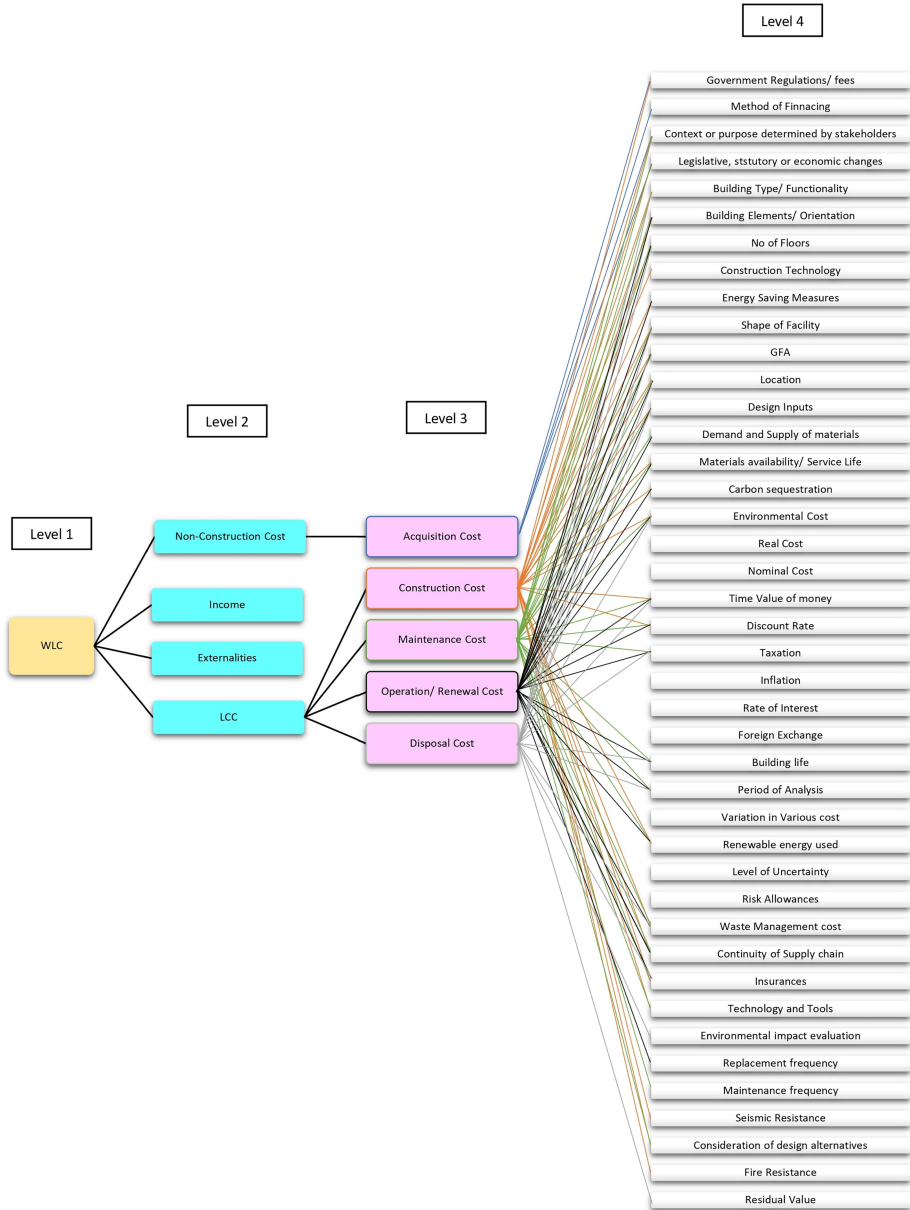 Level 4
Government Regulations/ fees
Method of Finnacing
Context or purpose determined by stakeholders
Legislative, ststutory or economic changes
Building Type/ Functionality
Building Elements/ Orientation
No of Floors
Construction Technology
Energy Saving Measures
Shape of Facility
GFA
Location
Design Inputs
Demand and Supply of materials
Materials availability/ Service Life
Carbon sequestration
Environmental Cost
Real Cost
Nominal Cost
Time Value of money
Discount Rate
Taxation
Inflation
Rate of Interest
Foreign Exchange
Building life
Period of Analysis
Variation in Various cost
Renewable energy used
Level of Uncertainty
Risk Allowances
Waste Management cost
Continuity of Supply chain
Insurances
Technology and Tools
Environmental impact evaluation
Replacement frequency
Maintenance frequency
Seismic Resistance
Consideration of design alternatives
Fire Resistance
Residual Value
Level 3
Acquisition Cost
Construction Cost
Maintenance Cost
Operation/ Renewal Cost
Disposal Cost
Level 2
Non-Construction Cost
Income
Externalities
LCC
Level 1
WLC